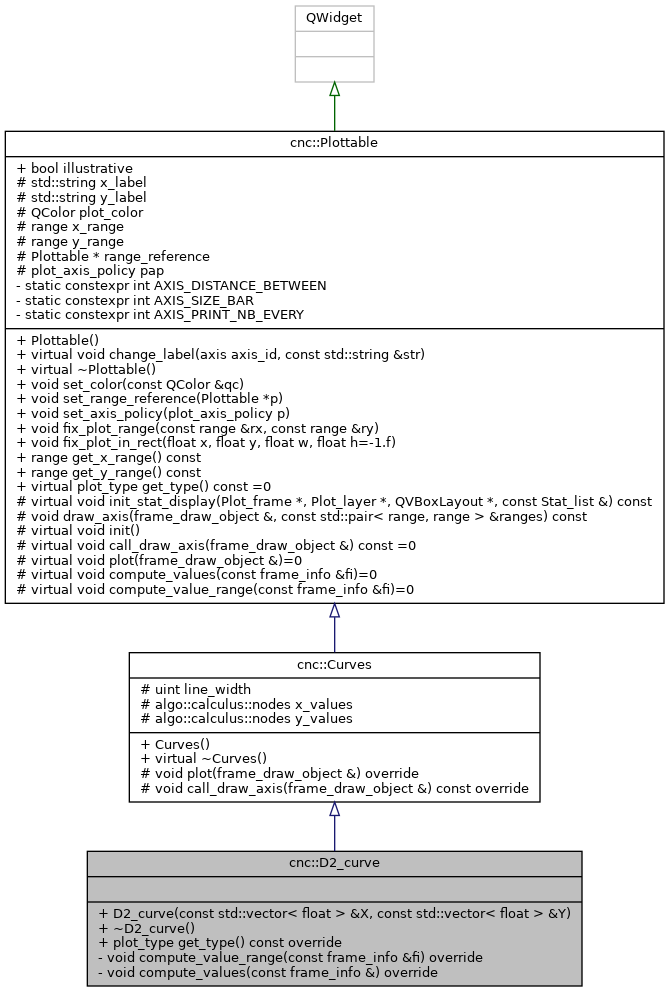 QWidget
cnc::Plottable
+ bool illustrative
# std::string x_label
# std::string y_label
# QColor plot_color
# range x_range
# range y_range
# Plottable * range_reference
# plot_axis_policy pap
- static constexpr int AXIS_DISTANCE_BETWEEN
- static constexpr int AXIS_SIZE_BAR
- static constexpr int AXIS_PRINT_NB_EVERY
+ Plottable()
+ virtual void change_label(axis axis_id, const std::string &str)
+ virtual ~Plottable()
+ void set_color(const QColor &qc)
+ void set_range_reference(Plottable *p)
+ void set_axis_policy(plot_axis_policy p)
+ void fix_plot_range(const range &rx, const range &ry)
+ void fix_plot_in_rect(float x, float y, float w, float h=-1.f)
+ range get_x_range() const
+ range get_y_range() const
+ virtual plot_type get_type() const =0
# virtual void init_stat_display(Plot_frame *, Plot_layer *, QVBoxLayout *, const Stat_list &) const
# void draw_axis(frame_draw_object &, const std::pair< range, range > &ranges) const
# virtual void init()
# virtual void call_draw_axis(frame_draw_object &) const =0
# virtual void plot(frame_draw_object &)=0
# virtual void compute_values(const frame_info &fi)=0
# virtual void compute_value_range(const frame_info &fi)=0
cnc::Curves
# uint line_width
# algo::calculus::nodes x_values
# algo::calculus::nodes y_values
+ Curves()
+ virtual ~Curves()
# void plot(frame_draw_object &) override
# void call_draw_axis(frame_draw_object &) const override
cnc::D2_curve
+ D2_curve(const std::vector< float > &X, const std::vector< float > &Y)
+ ~D2_curve()
+ plot_type get_type() const override
- void compute_value_range(const frame_info &fi) override
- void compute_values(const frame_info &) override